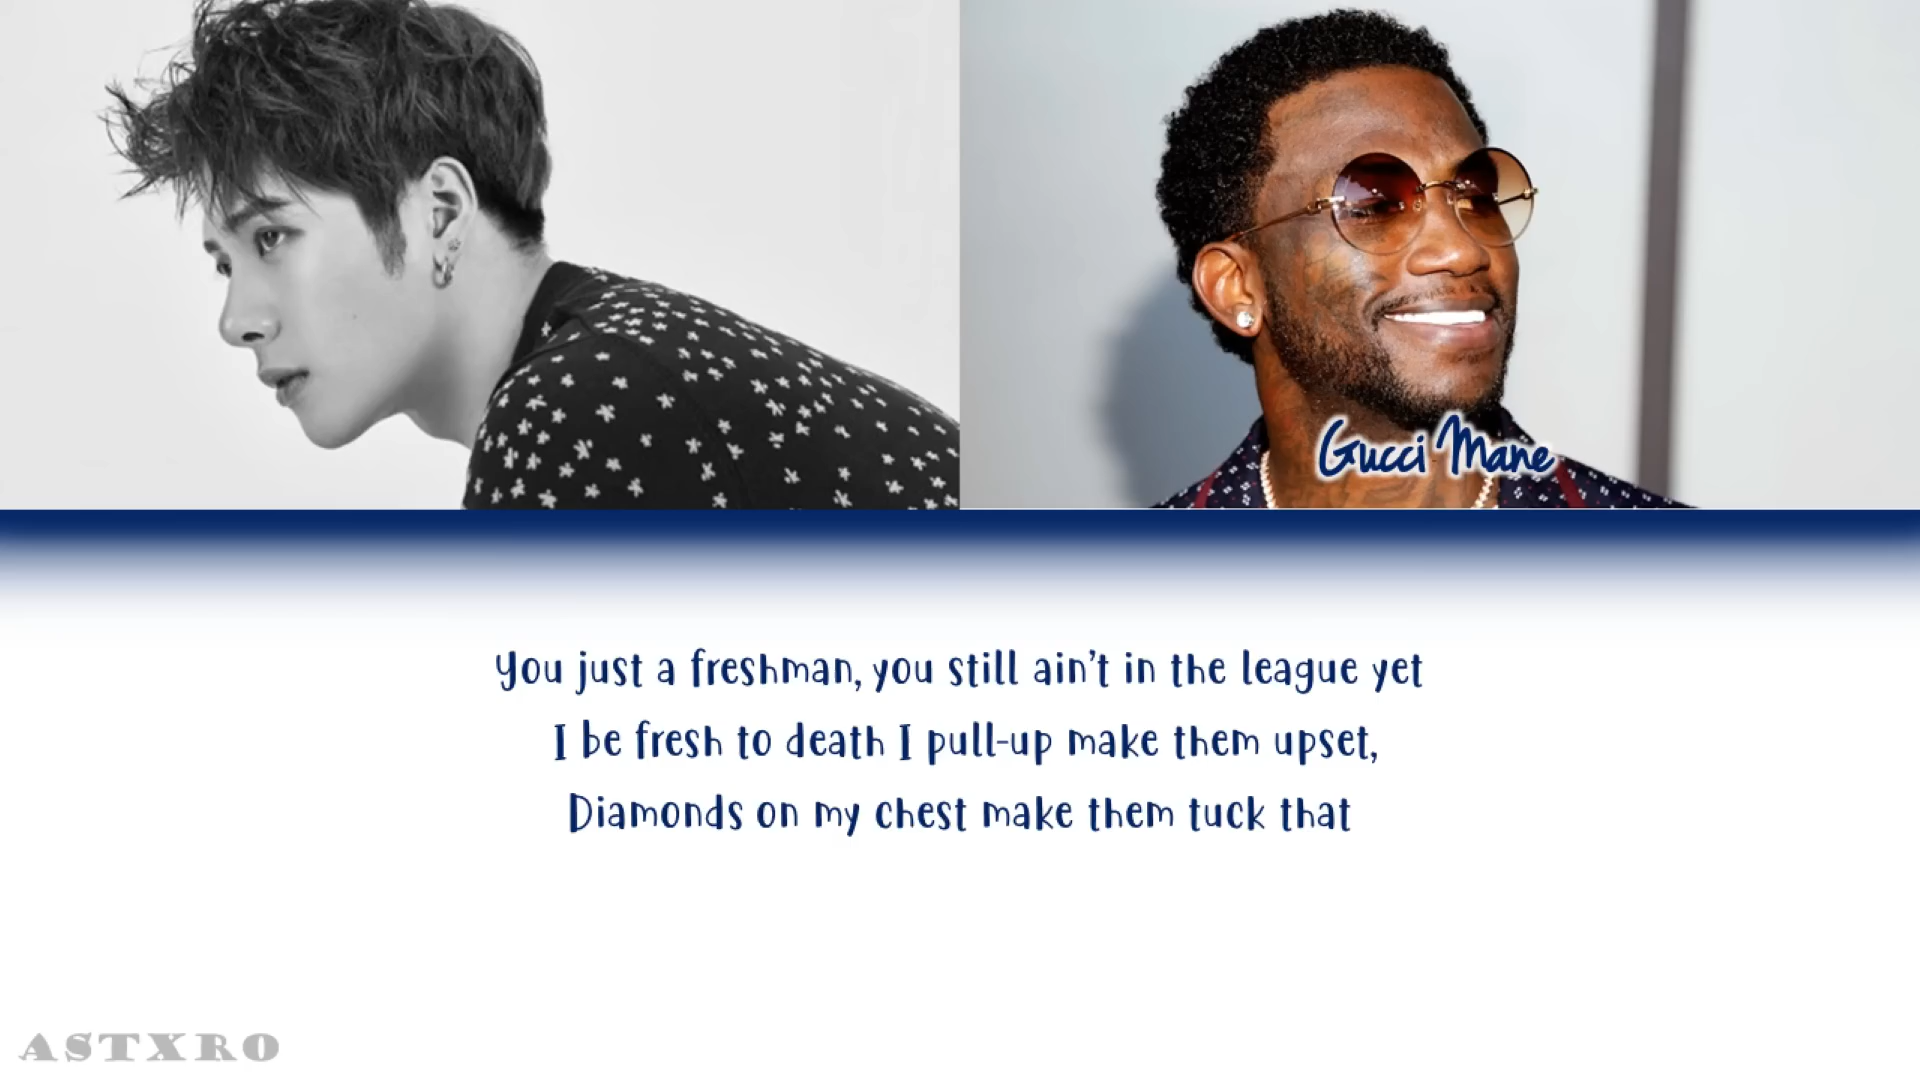 Gucci Mane
You just a freshman, you still ain't in the league yet
I be fresh to death I pull-up make them upset,
Diamonds on my chest make them tuck that
ASTXRO